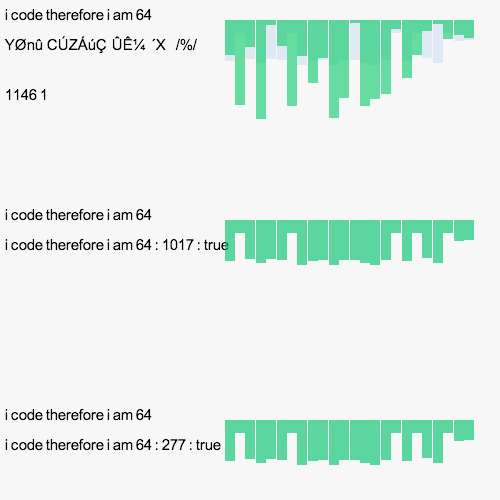 i code therefore i am 64
YØnû CÚZÁúÇ ÛÊ¼ ´X /%/
1146 1
i code therefore i am 64
i code therefore i am 64 : 1017 : true
i code therefore i am 64
i code therefore i am 64 : 277 : true